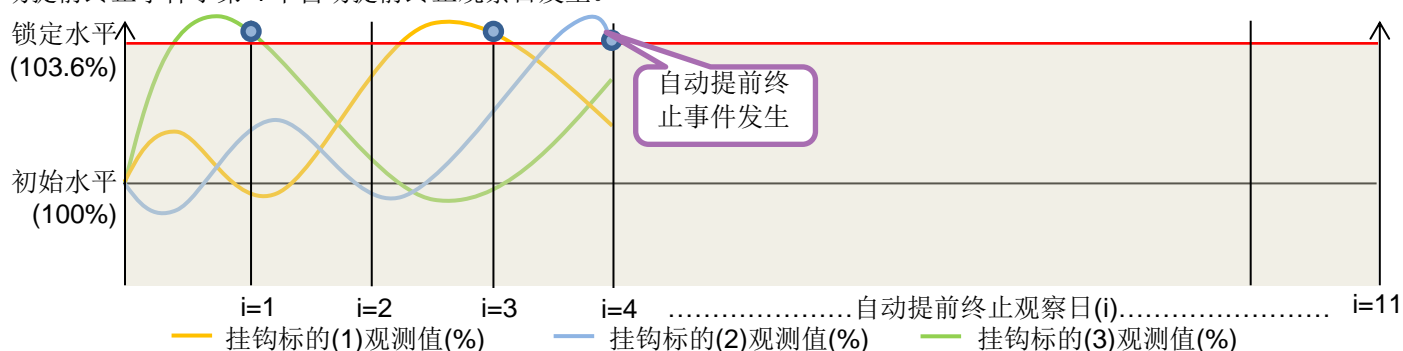 锁定水平
(103.6%)
自动提前终
止事件发生
初始水平
(100%)
i=1 i=2 i=3 i=4 …………………自动提前终止观察日(i)…………………… i=11
挂钩标的(1)观测值(%) 挂钩标的(2)观测值(%) 挂钩标的(3)观测值(%)